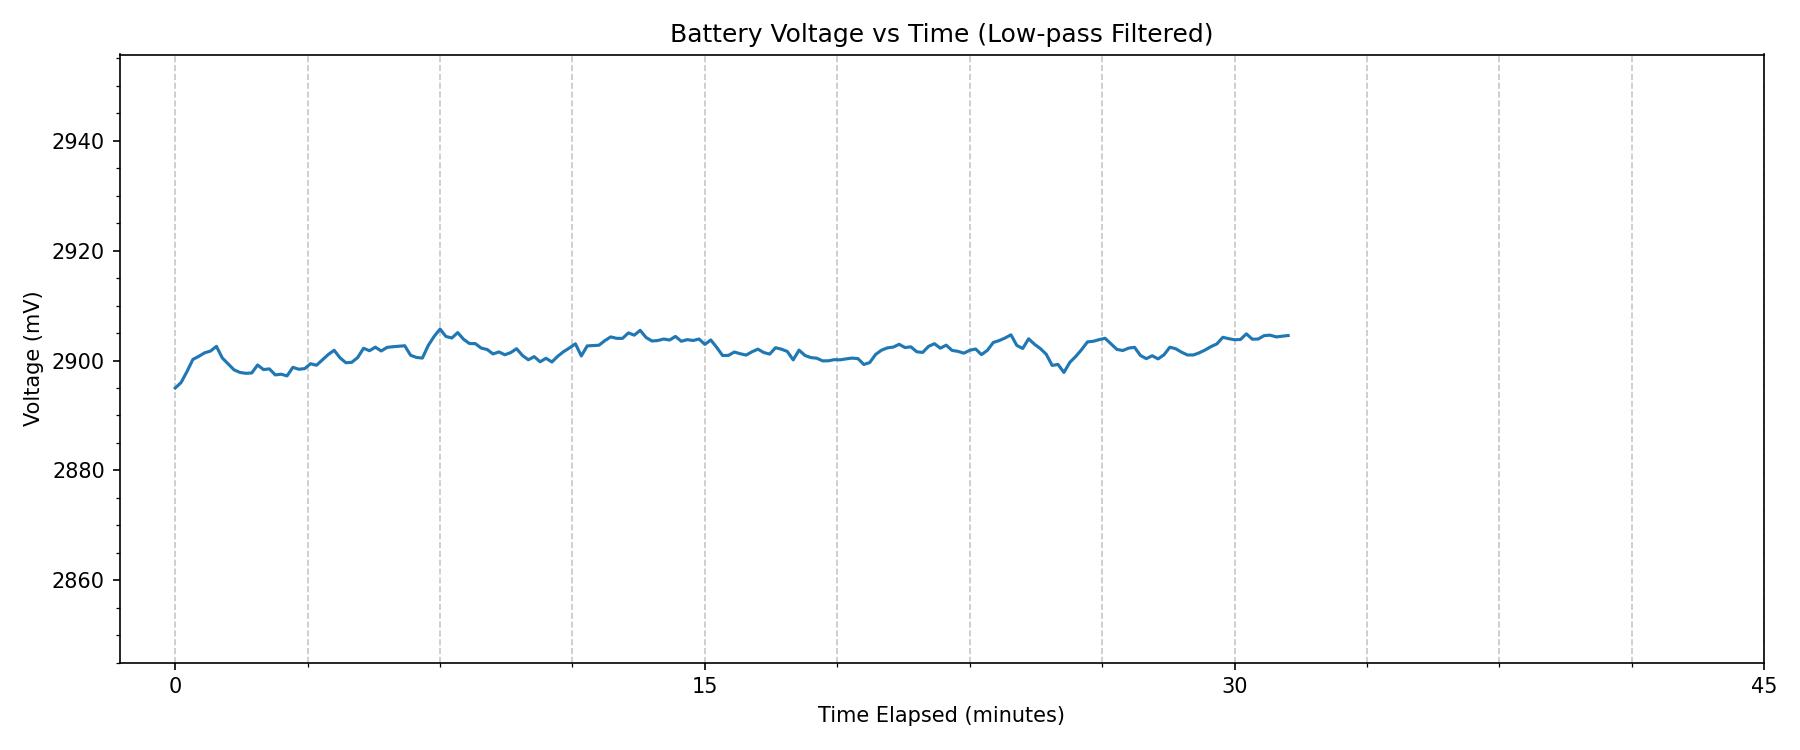 Battery Voltage vs Time (Low-pass Filtered)
Voltage (mV)
2940
2920
2900
2880
2860
0 15 30 45
Time Elapsed (minutes)